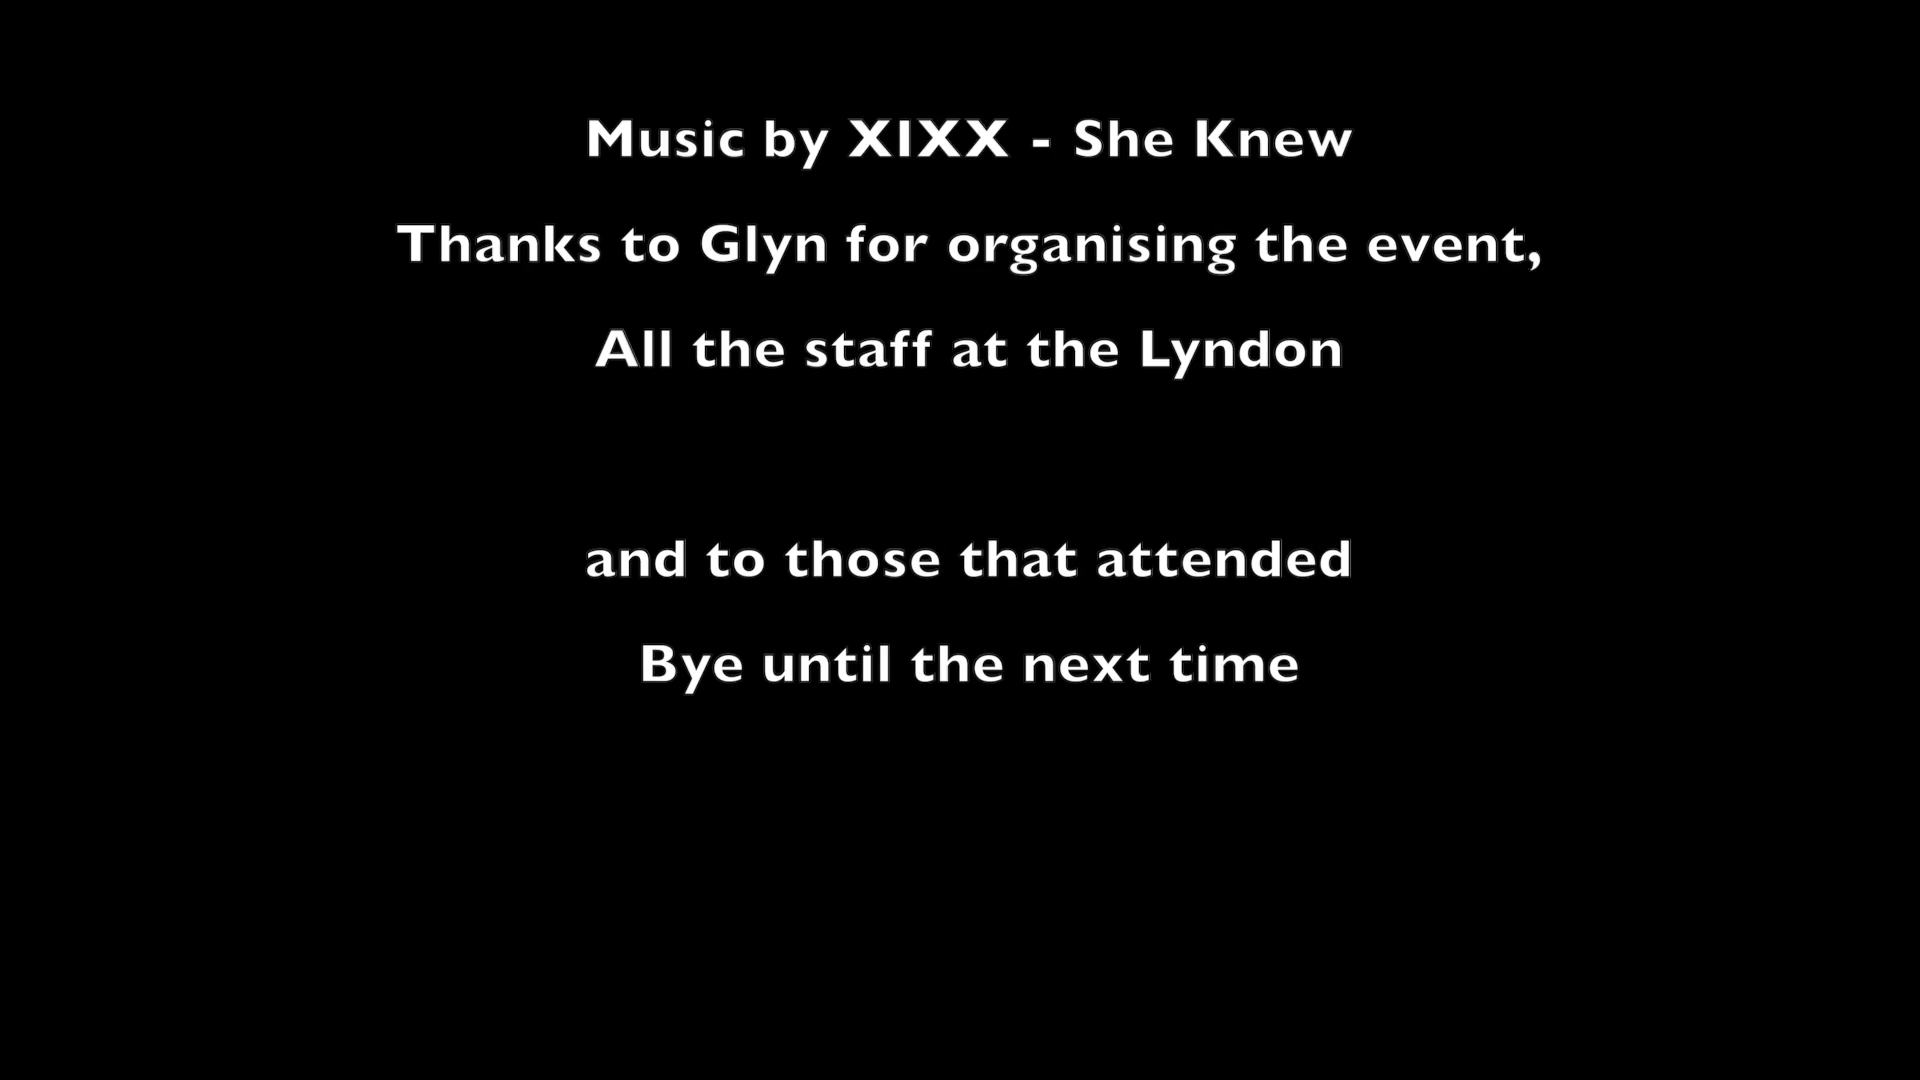 Music by XIXX - She Knew
Thanks to Glyn for organising the event,
All the staff at the Lyndon
and to those that attended
Bye until the next time